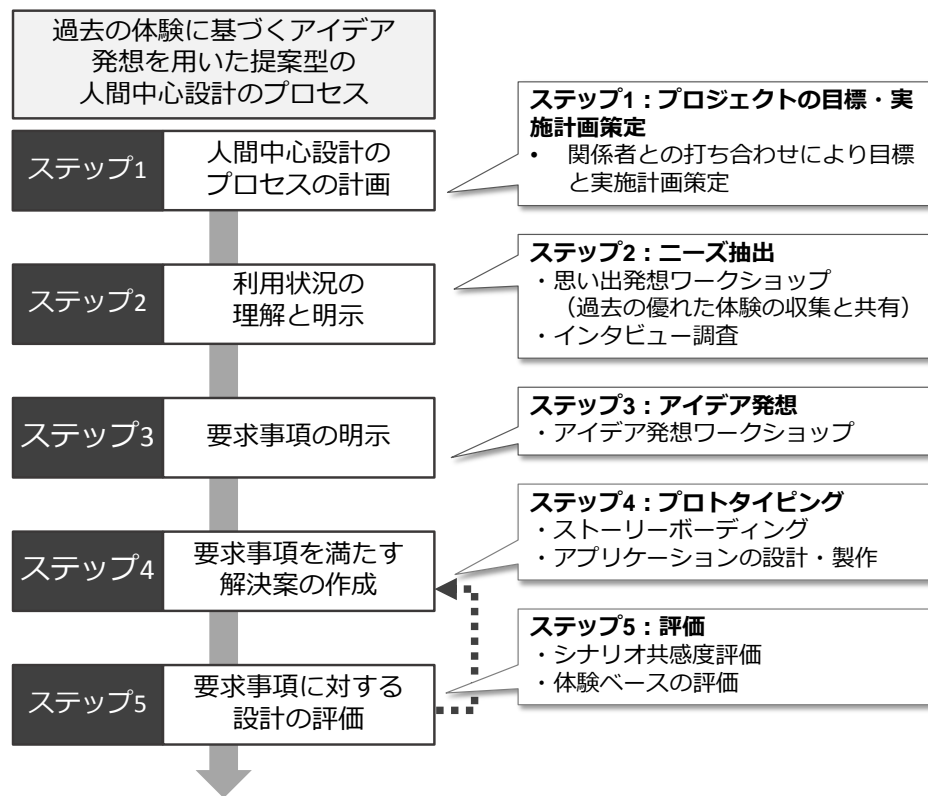 過去の体験に基づくアイデア
発想を用いた提案型の
人間中心設計のプロセス
ステップ1
人間中心設計の
プロセスの計画
ステップ1：プロジェクトの目標・実
施計画策定
• 関係者との打ち合わせにより目標
と実施計画策定
ステップ2
利用状況の
理解と明示
ステップ2：ニーズ抽出
・思い出発想ワークショップ
（過去の優れた体験の収集と共有）
・インタビュー調査
ステップ3
要求事項の明示
ステップ3：アイデア発想
・アイデア発想ワークショップ
ステップ4
要求事項を満たす
解決案の作成
ステップ4：プロトタイピング
・ストーリーボーディング
・アプリケーションの設計・製作
ステップ5
要求事項に対する
設計の評価
ステップ5：評価
・シナリオ共感度評価
・体験ベースの評価